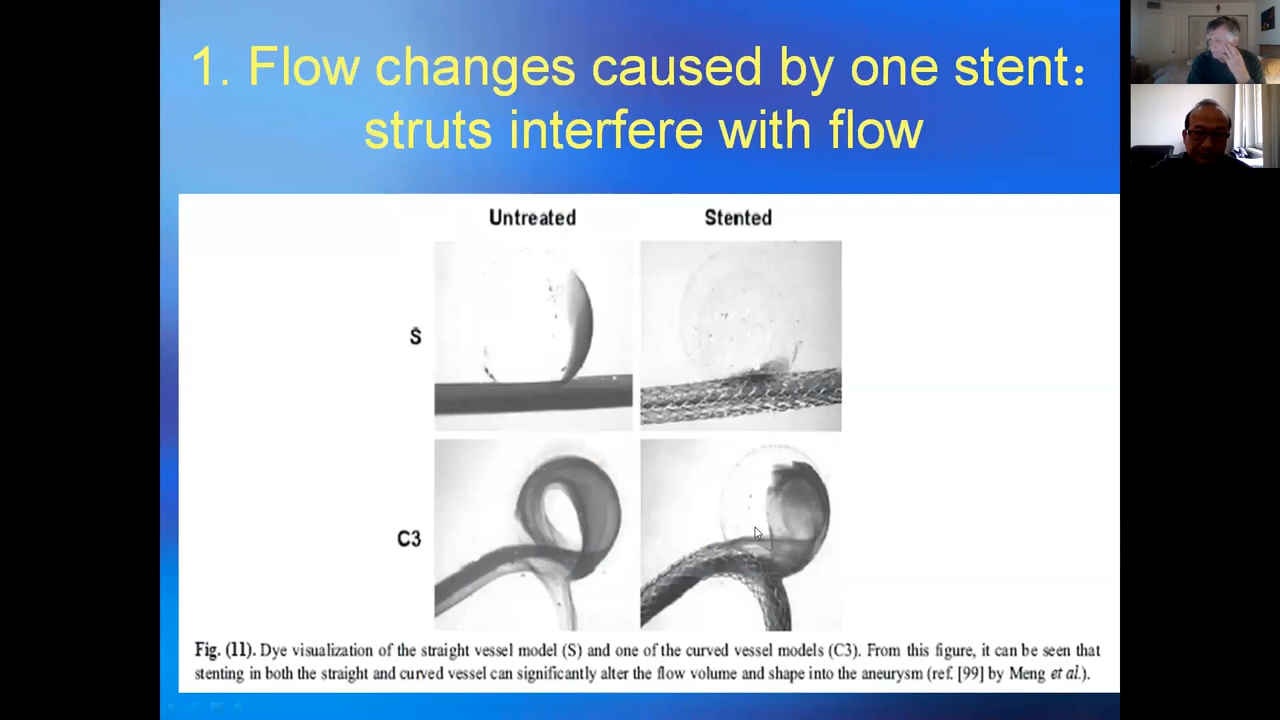 1. Flow changes caused by one stent:
struts interfere with flow
Untreated
Stented
S
C3
Fig. (11). Dye visualization of the straight vessel model (S) and one of the curved vessel models (C3). From this figure, it can be seen that
stenting in both the straight and curved vessel can significantly alter the flow volume and shape into the aneurysm (ref. [99] by Meng et al.).